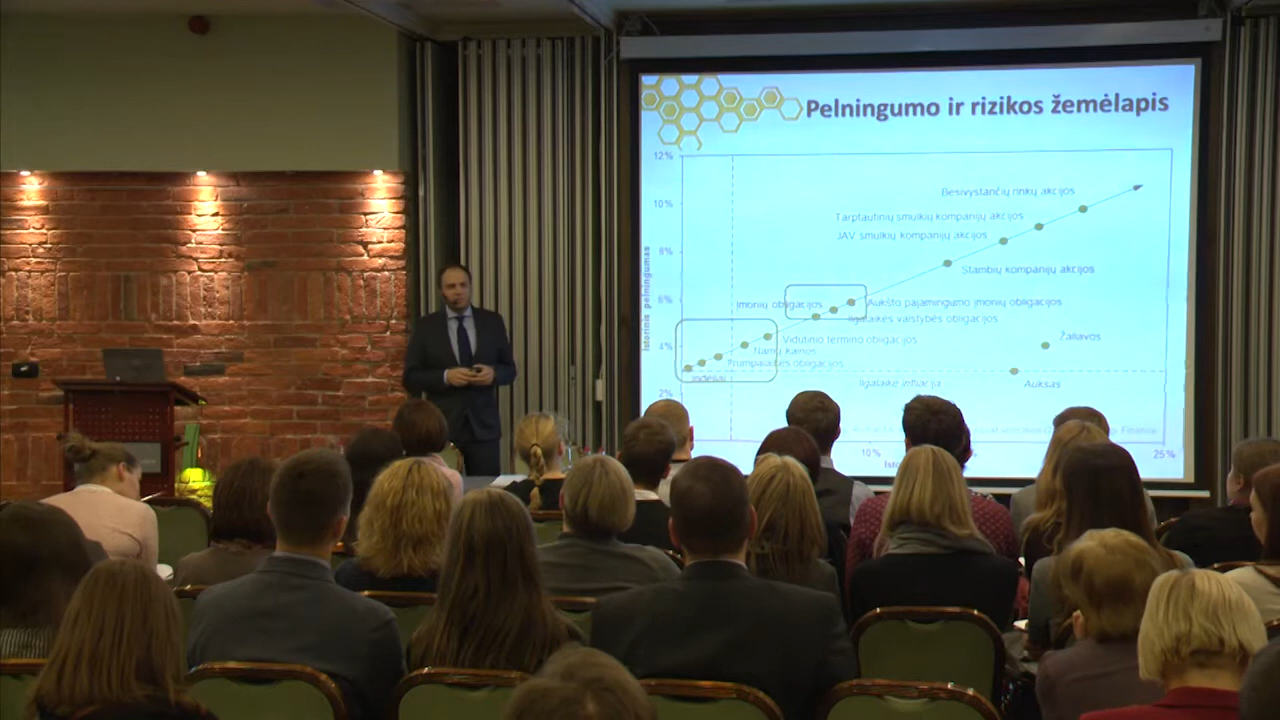 Pelningumo ir rizikos žemėlapis
12%
10%
8%
6%
4%
2%
Istorinis pelningumas
Besivystančių rinkų akcijos
Tarptautinių smulkių kompanijų akcijos
JAV smulkių kompanijų akcijos
Stambių kompanijų akcijos
Įmonių obligacijos
Aukšto pajamingumo įmonių obligacijos
Ilgalaikės valstybės obligacijos
Žaliavos
Vidutinio termino obligacijos
Namų kainos
Trumpalaikės obligacijos
Indėliai
Ilgalaikė infliacija
Auksas
10%
25%